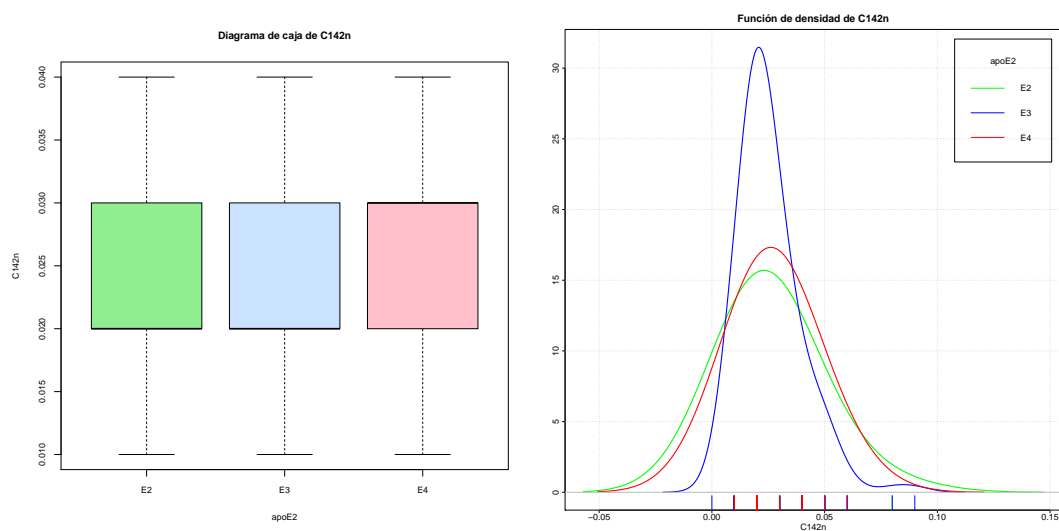 Diagrama de caja de C142n
C142n
0.040
0.035
0.030
0.025
0.020
0.015
0.010
E2 E3 E4
apoE2
Función de densidad de C142n
apoE2
E2
E3
E4
30
25
20
15
10
5
0
−0.05 0.00 0.05 0.10 0.15
C142n